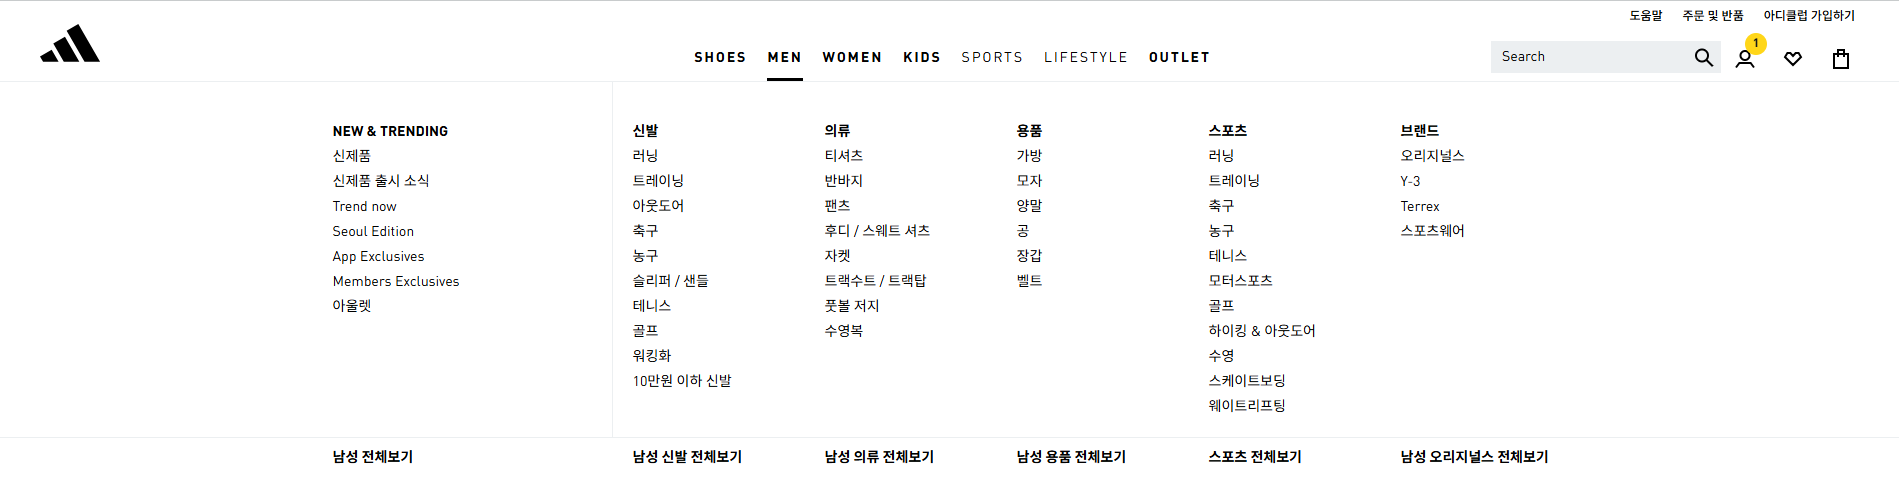 도움말 주문 및 반품 아디클럽 가입하기
SHOES MEN WOMEN KIDS SPORTS LIFESTYLE OUTLET
Search
1
NEW & TRENDING
신제품
신제품 출시 소식
Trend now
Seoul Edition
App Exclusives
Members Exclusives
아울렛
남성 전체보기
신발
러닝
트레이닝
아웃도어
축구
농구
슬리퍼 / 샌들
테니스
골프
워킹화
10만원 이하 신발
남성 신발 전체보기
의류
티셔츠
반바지
팬츠
후디 / 스웨트 셔츠
자켓
트랙수트 / 트랙탑
풋볼 저지
수영복
남성 의류 전체보기
용품
가방
모자
양말
공
장갑
벨트
남성 용품 전체보기
스포츠
러닝
트레이닝
축구
농구
테니스
모터스포츠
골프
하이킹 & 아웃도어
수영
스케이트보딩
웨이트리프팅
스포츠 전체보기
브랜드
오리지널스
Y-3
Terrex
스포츠웨어
남성 오리지널스 전체보기